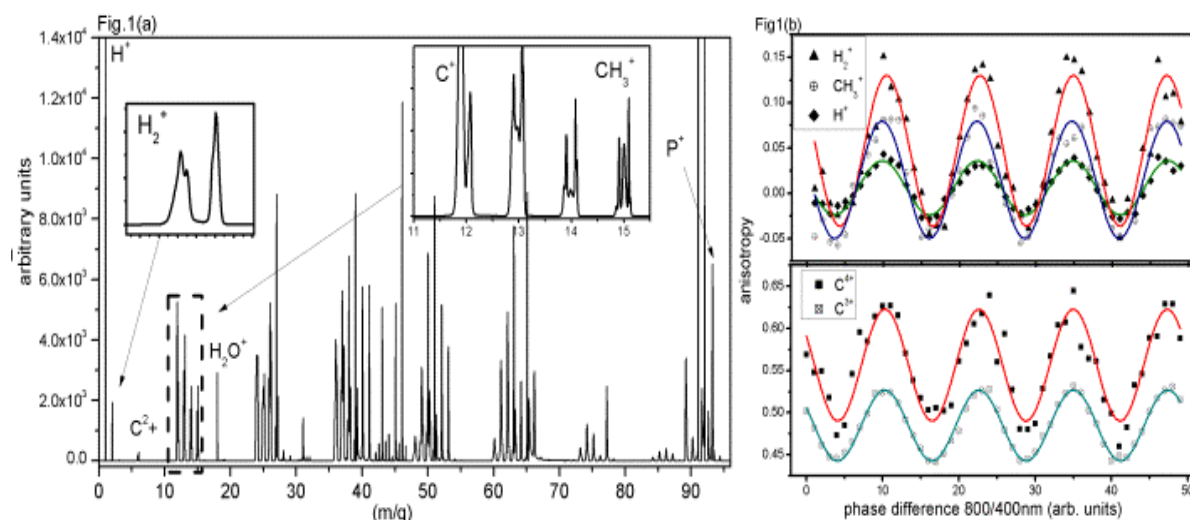 Fig.1(a)
1.4x10⁴
1.2x10⁴
1.0x10⁴
8.0x10³
6.0x10³
4.0x10³
2.0x10³
0.0
arbitrary units
H⁺
H₂⁺
C²+
H₂O⁺
C⁺
CH₃⁺
11 12 13 14 15
P⁺
0 10 20 30 40 50 60 70 80 90
(m/q)
Fig1(b)
0.15
0.10
0.05
0.00
-0.05
H₂⁺
CH₃⁺
H⁺
anisotropy
C⁴⁺
C³⁺
0.65
0.60
0.55
0.50
0.45
0 10 20 30 40 50
phase difference 800/400nm (arb. units)